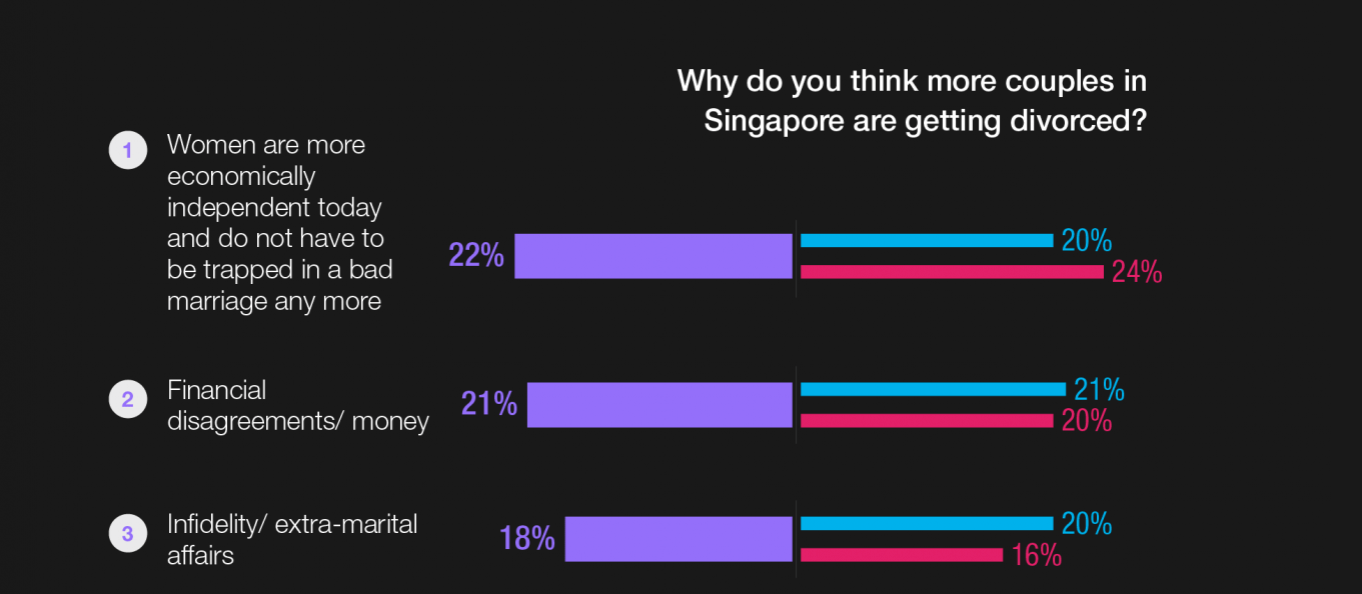 Why do you think more couples in
Singapore are getting divorced?
1
Women are more
economically
independent today
and do not have to
be trapped in a bad
marriage any more
22%
20%
24%
2
Financial
disagreements/ money
21%
21%
20%
3
Infidelity/ extra-marital
affairs
18%
20%
16%